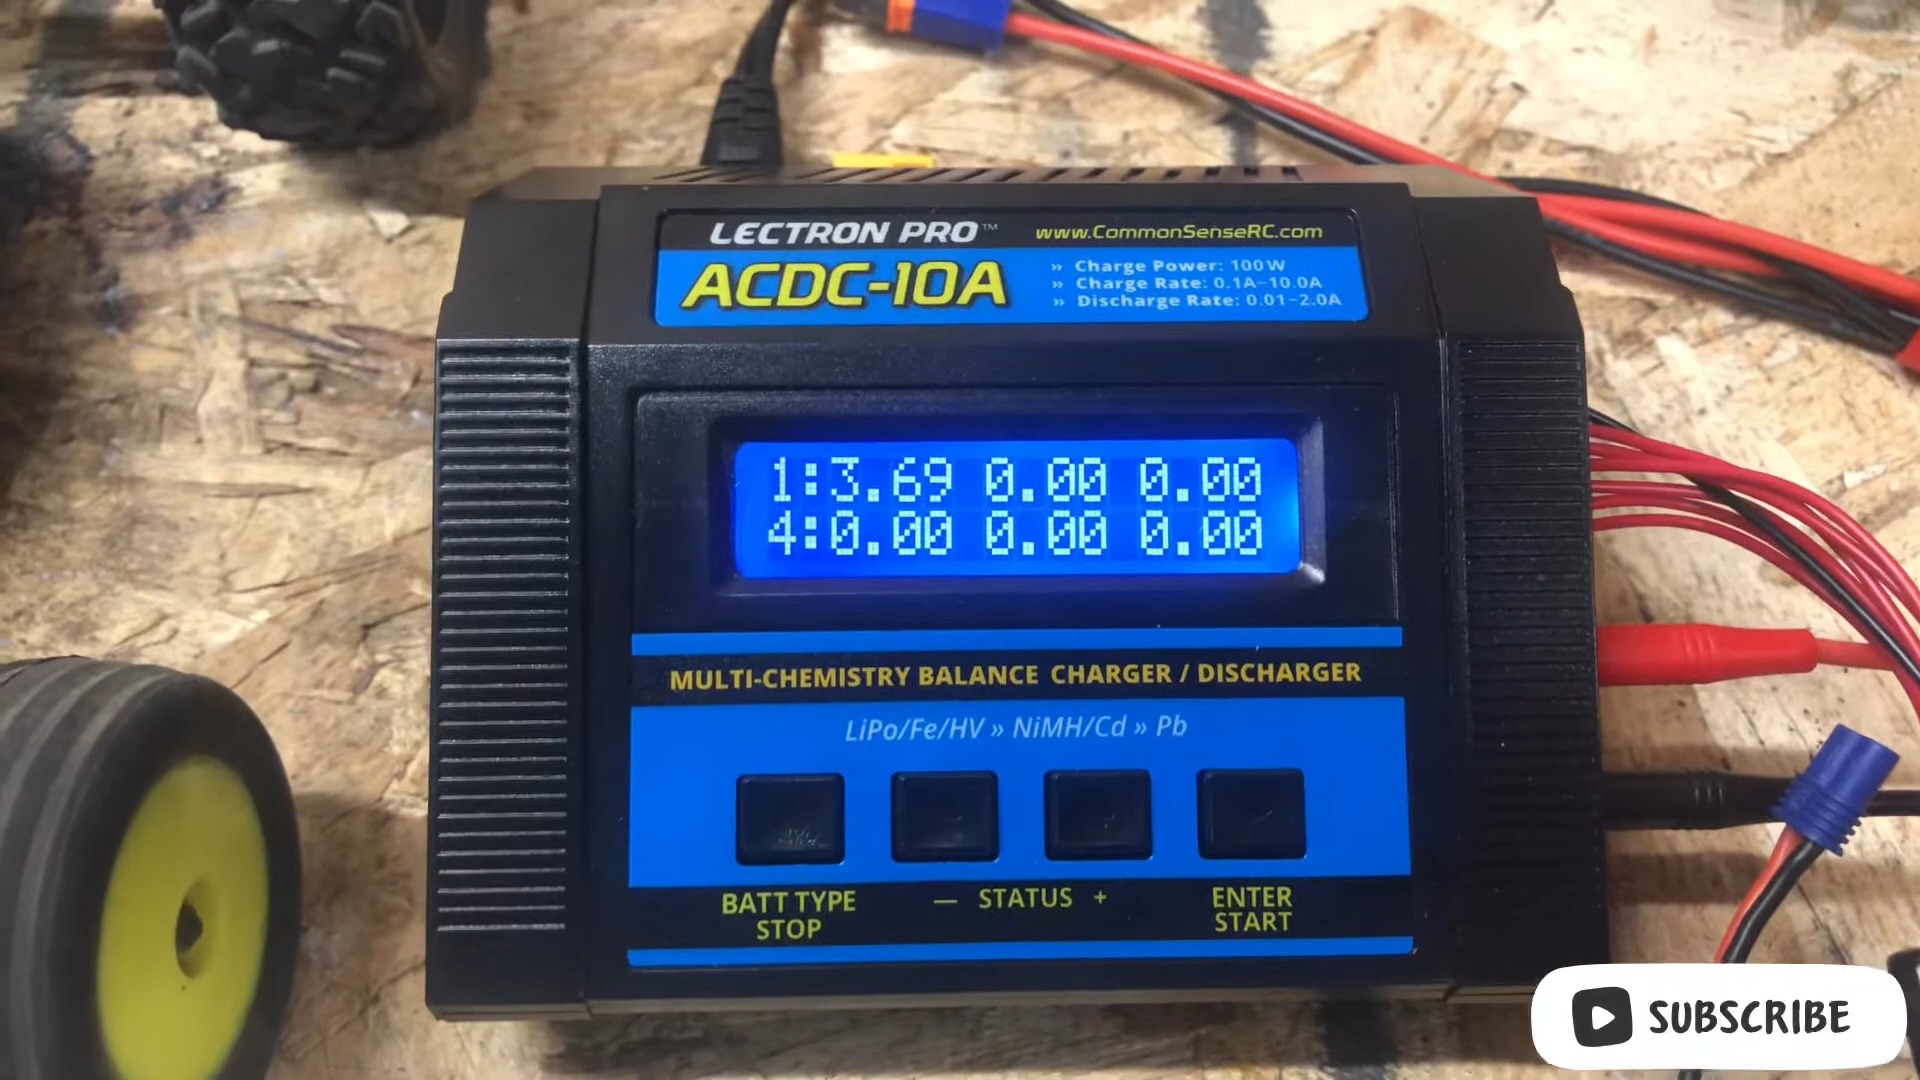 LECTRON PRO™ www.CommonSenseRC.com
ACDC-10A
» Charge Power: 100W
» Charge Rate: 0.1A~10.0A
» Discharge Rate: 0.01~2.0A
1:3.69 0.00 0.00
4:0.00 0.00 0.00
MULTI-CHEMISTRY BALANCE CHARGER / DISCHARGER
LiPo/Fe/HV » NiMH/Cd » Pb
BATT TYPE — STATUS + ENTER
STOP START
SUBSCRIBE